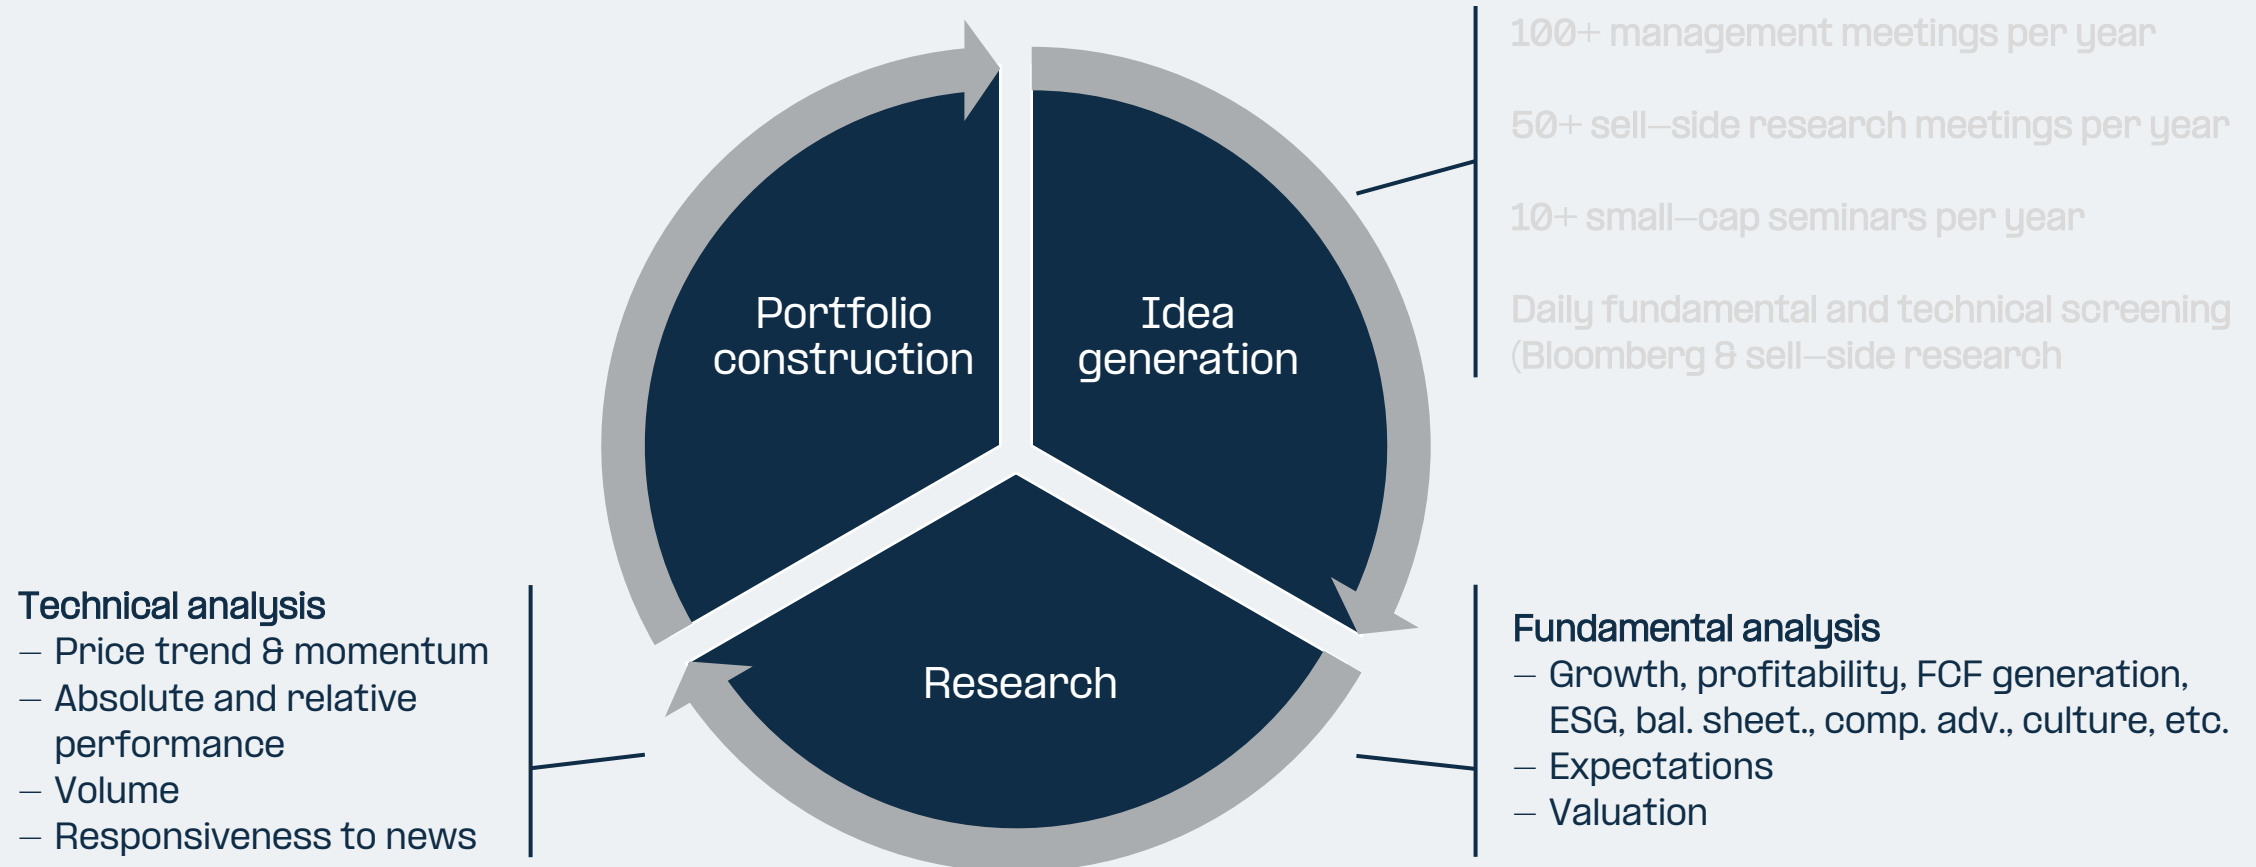 100+ management meetings per year
50+ sell–side research meetings per year
10+ small–cap seminars per year
Daily fundamental and technical screening
(Bloomberg & sell–side research
Portfolio
construction
Idea
generation
Research
Technical analysis
– Price trend & momentum
– Absolute and relative
performance
– Volume
– Responsiveness to news
Fundamental analysis
– Growth, profitability, FCF generation,
ESG, bal. sheet., comp. adv., culture, etc.
– Expectations
– Valuation